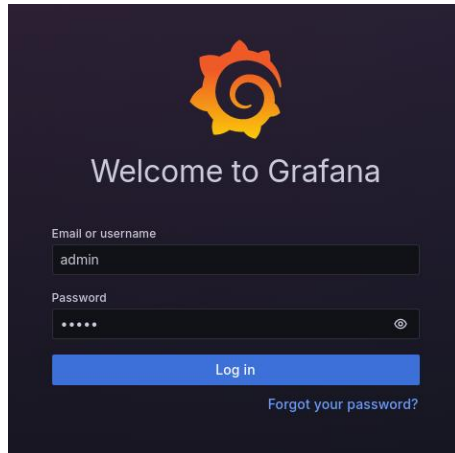 Welcome to Grafana
Email or username
admin
Password
•••••
Log in
Forgot your password?